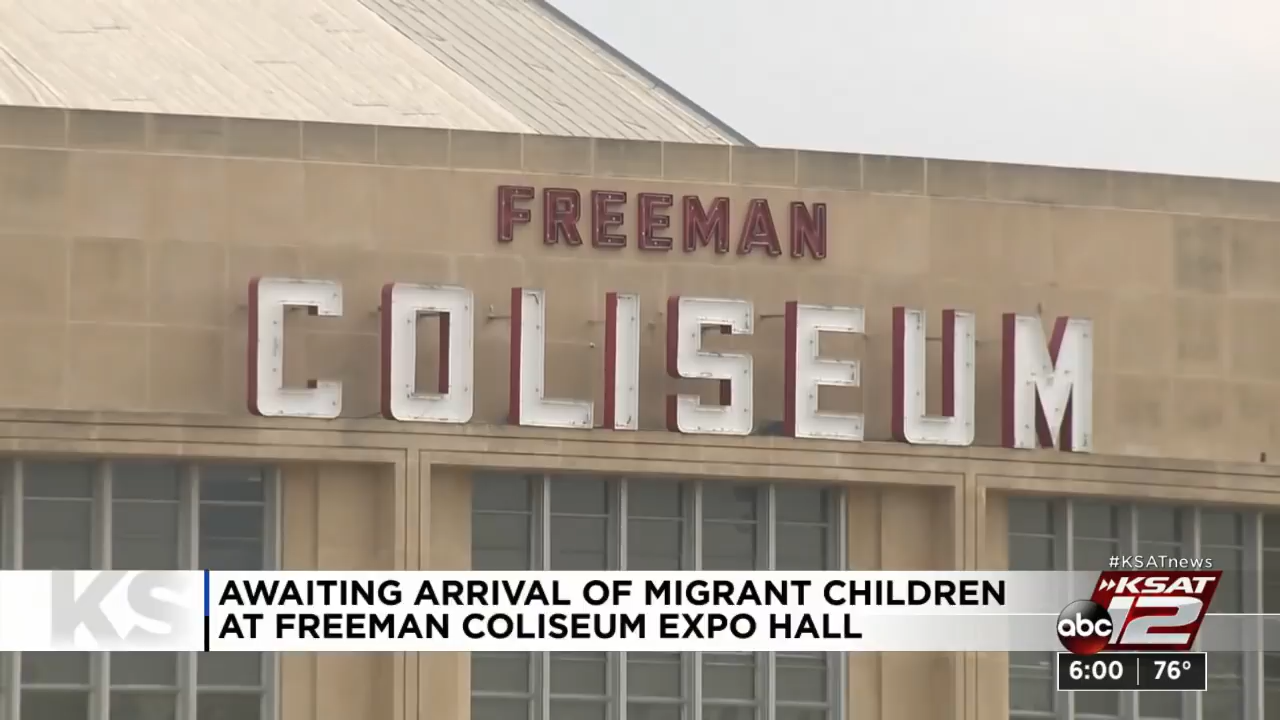 FREEMAN
COLISEUM
#KSATnews
KS
AWAITING ARRIVAL OF MIGRANT CHILDREN
AT FREEMAN COLISEUM EXPO HALL
KSAT
abc 12
6:00 76°